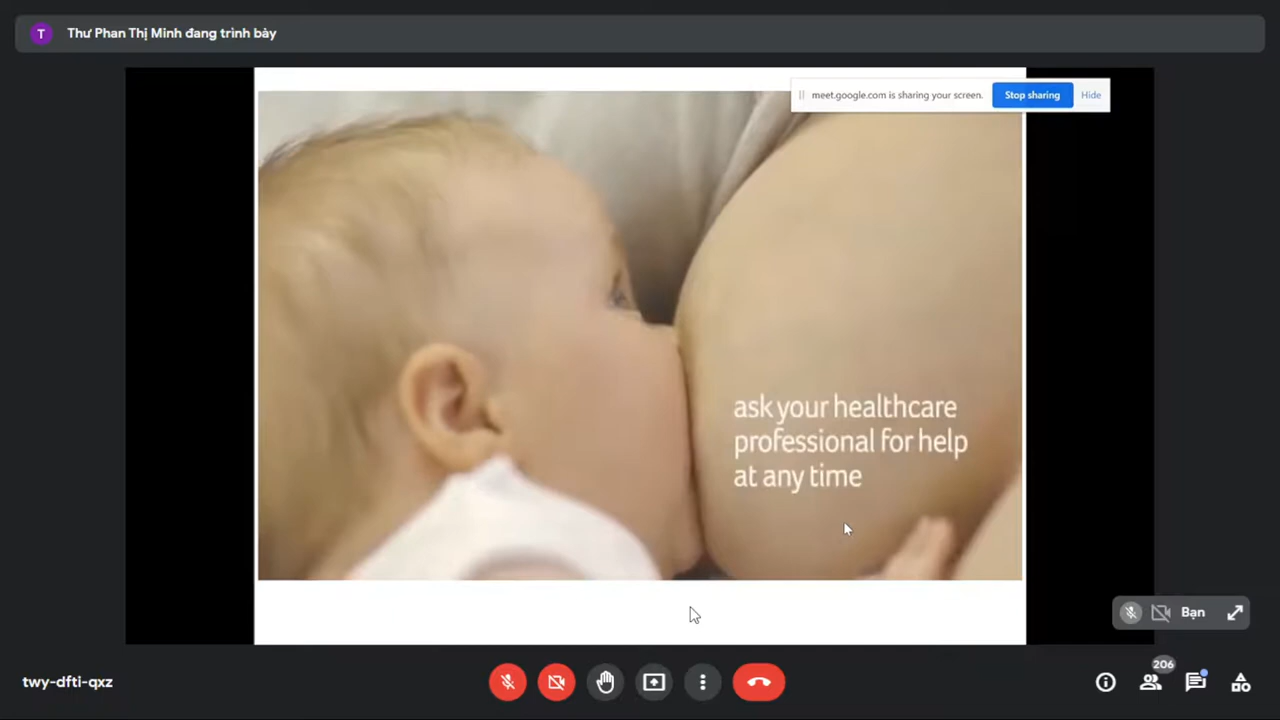 T
Thư Phan Thị Minh đang trình bày
meet.google.com is sharing your screen.
Stop sharing
Hide
ask your healthcare
professional for help
at any time
Bạn
twy-dfti-qxz
206